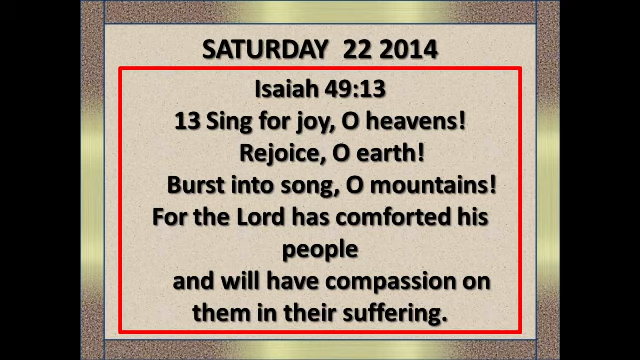 SATURDAY  22 2014
Isaiah 49:13
13 Sing for joy, O heavens!
Rejoice, O earth!
Burst into song, O mountains!
For the Lord has comforted his
people
and will have compassion on
them in their suffering.